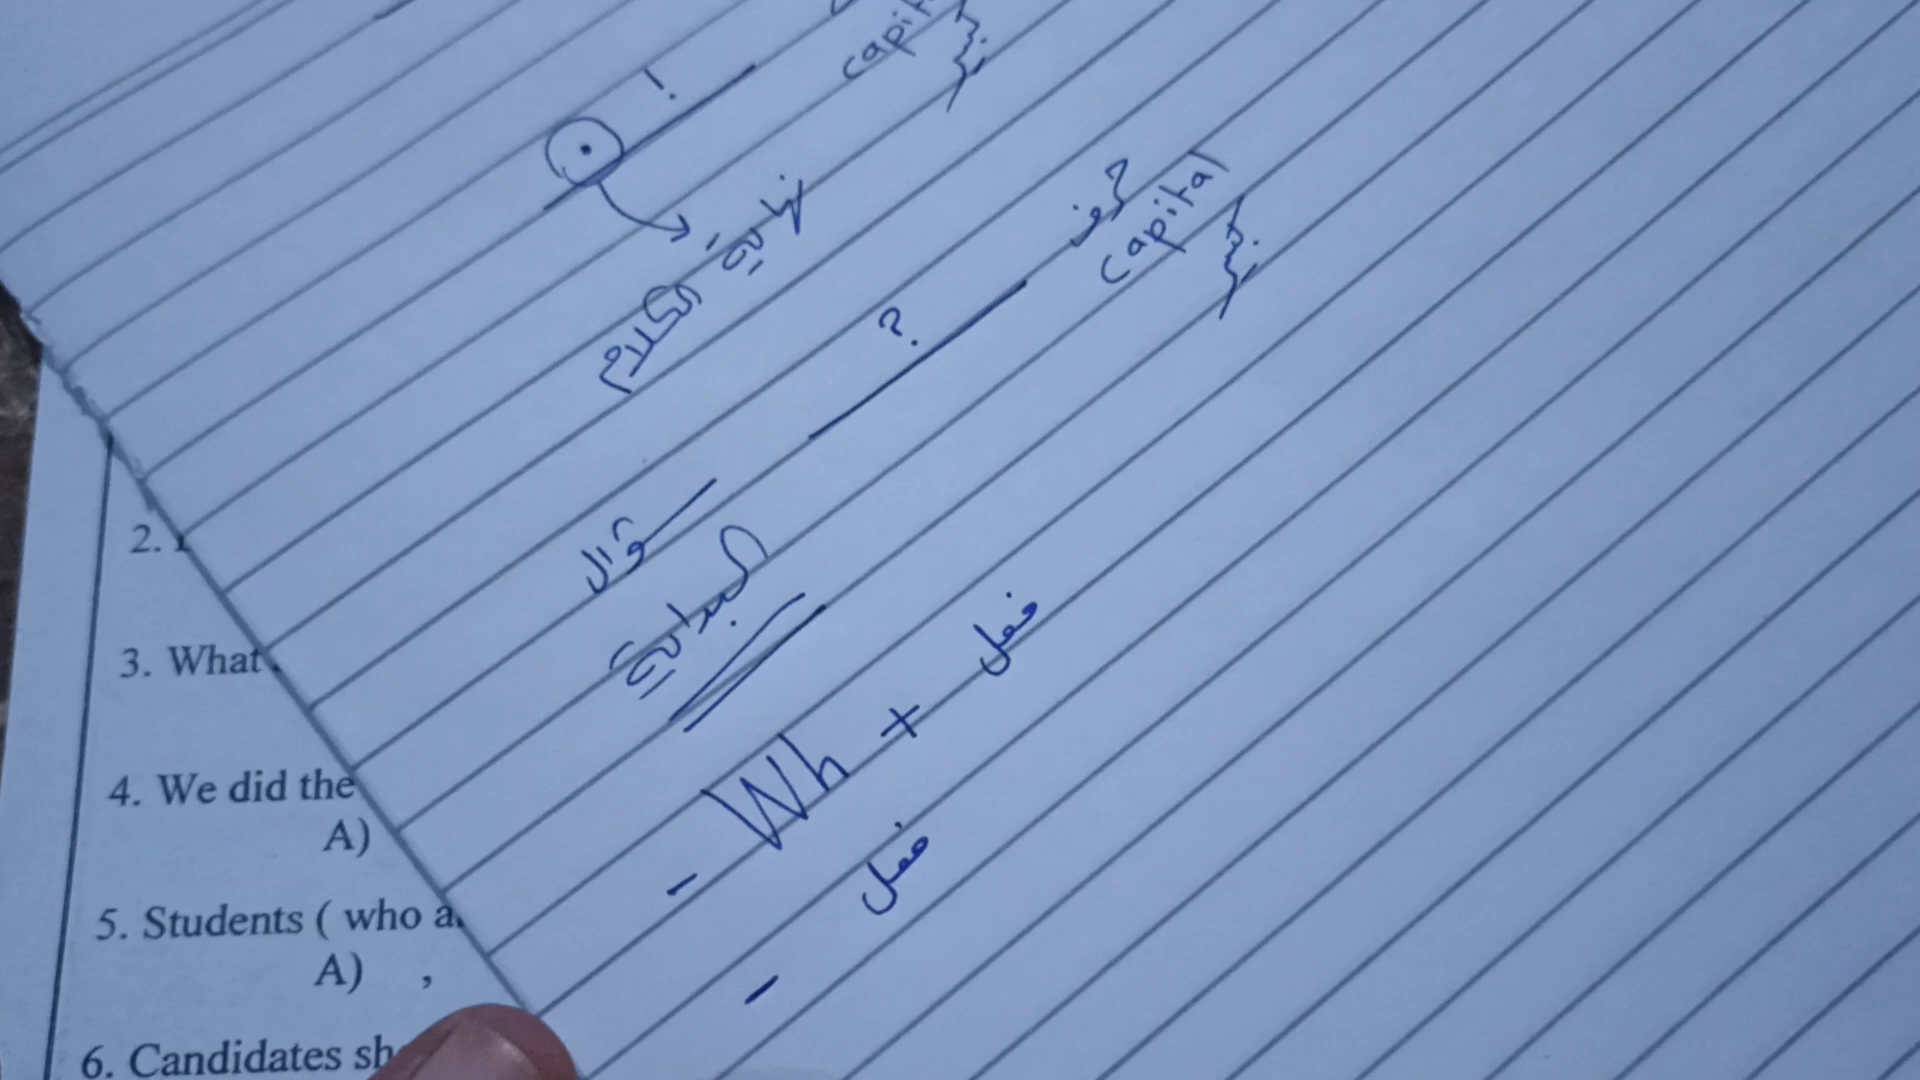 capit
.
!
نهاية الكلام
?
حرف
capital
كبير
سؤال
البداية
- Wh + فعل
- فعل
2.
3. What
4. We did the
A)
5. Students ( who a
A) ,
6. Candidates sh